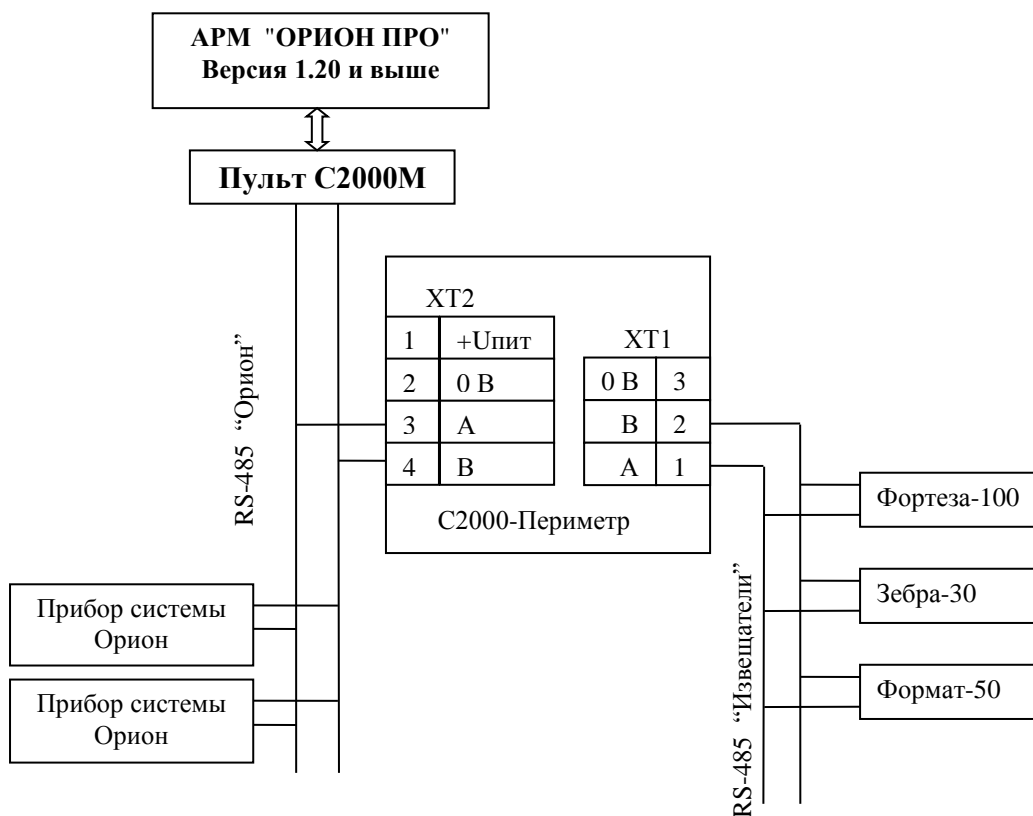 АРМ "ОРИОН ПРО"
Версия 1.20 и выше
Пульт С2000М
RS-485 “Орион”
ХТ2
1 +Uпит
2 0 В
3 А
4 В
ХТ1
0 В 3
В 2
А 1
С2000-Периметр
Фортеза-100
Зебра-30
Формат-50
RS-485 “Извещатели”
Прибор системы
Орион
Прибор системы
Орион